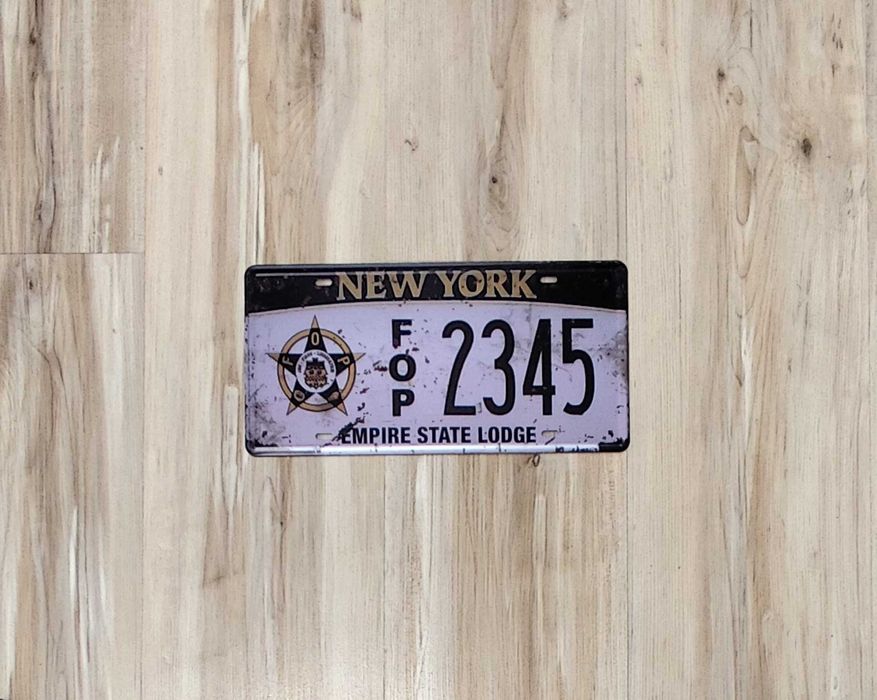 NEW YORK
F O P
FOP
2345
EMPIRE STATE LODGE